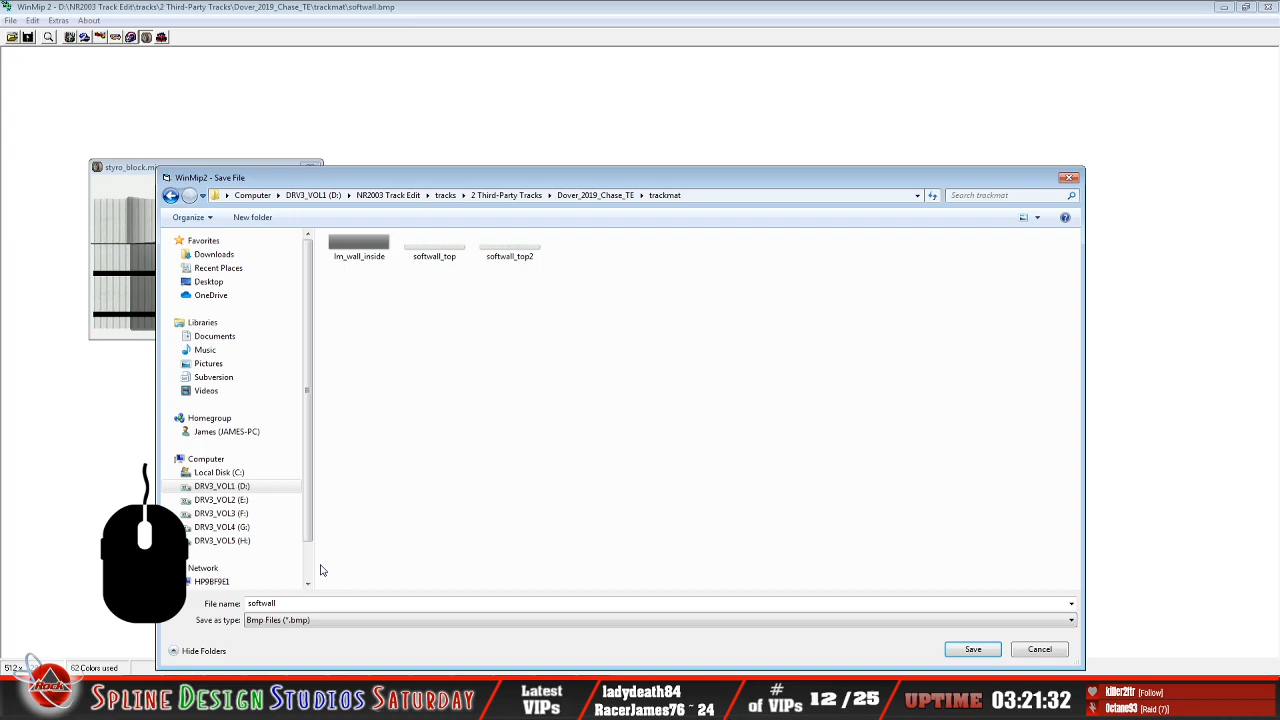 WinMip 2 - D:\NR2003 Track Edit\tracks\2 Third-Party Tracks\Dover_2019_Chase_TE\trackmat\softwall.bmp
File Edit Extras About
styro_block.mi
WinMip2 - Save File
Computer DRV3_VOL1 (D:) NR2003 Track Edit tracks 2 Third-Party Tracks Dover_2019_Chase_TE trackmat
Search trackmat
Organize New folder
Favorites
Downloads
Recent Places
Desktop
OneDrive
Libraries
Documents
Music
Pictures
Subversion
Videos
Homegroup
James (JAMES-PC)
Computer
Local Disk (C:)
DRV3_VOL1 (D:)
DRV3_VOL2 (E:)
DRV3_VOL3 (F:)
DRV3_VOL4 (G:)
DRV3_VOL5 (H:)
Network
HP9BF9E1
lm_wall_inside softwall_top softwall_top2
File name: softwall
Save as type: Bmp Files (*.bmp)
Hide Folders Save Cancel
512 x 62 Colors used
SPLINE DESIGN STUDIOS SATURDAY
Latest VIPs
ladydeath84
RacerJames76 ~ 24
# of VIPs
12 / 25
UPTIME
03:21:32
killer2ltr [Follow]
Octane93 [Raid (7)]